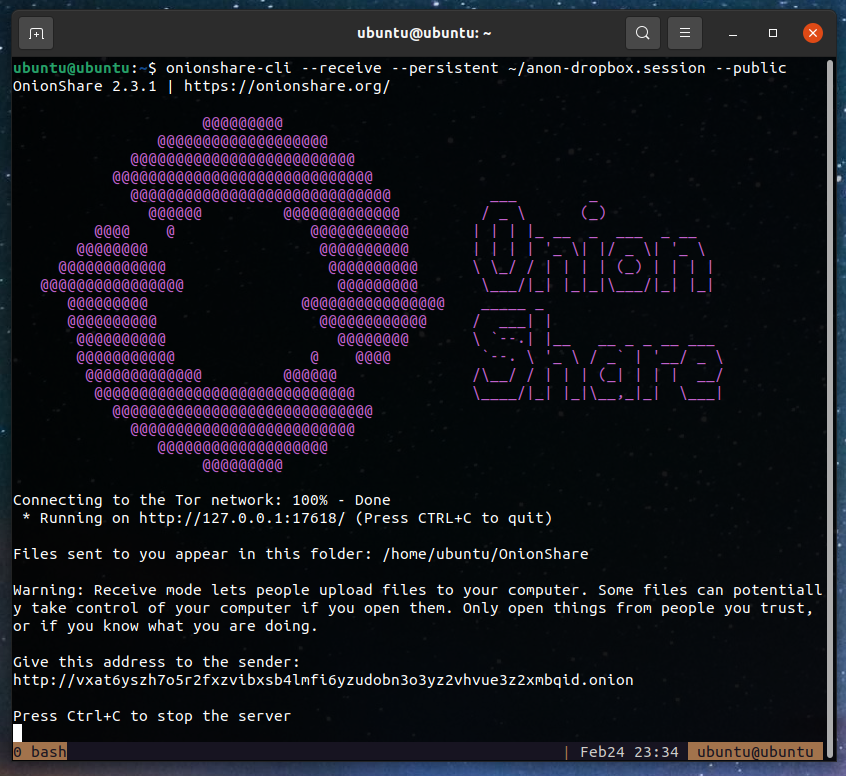 ubuntu@ubuntu: ~
ubuntu@ubuntu:~$ onionshare-cli --receive --persistent ~/anon-dropbox.session --public
OnionShare 2.3.1 | https://onionshare.org/
Onion
Share
Connecting to the Tor network: 100% - Done
* Running on http://127.0.0.1:17618/ (Press CTRL+C to quit)
Files sent to you appear in this folder: /home/ubuntu/OnionShare
Warning: Receive mode lets people upload files to your computer. Some files can potentiall
y take control of your computer if you open them. Only open things from people you trust,
or if you know what you are doing.
Give this address to the sender:
http://vxat6yszh7o5r2fxzvibxsb4lmfi6yzudobn3o3yz2vhvue3z2xmbqid.onion
Press Ctrl+C to stop the server
0 bash | Feb24 23:34 ubuntu@ubuntu